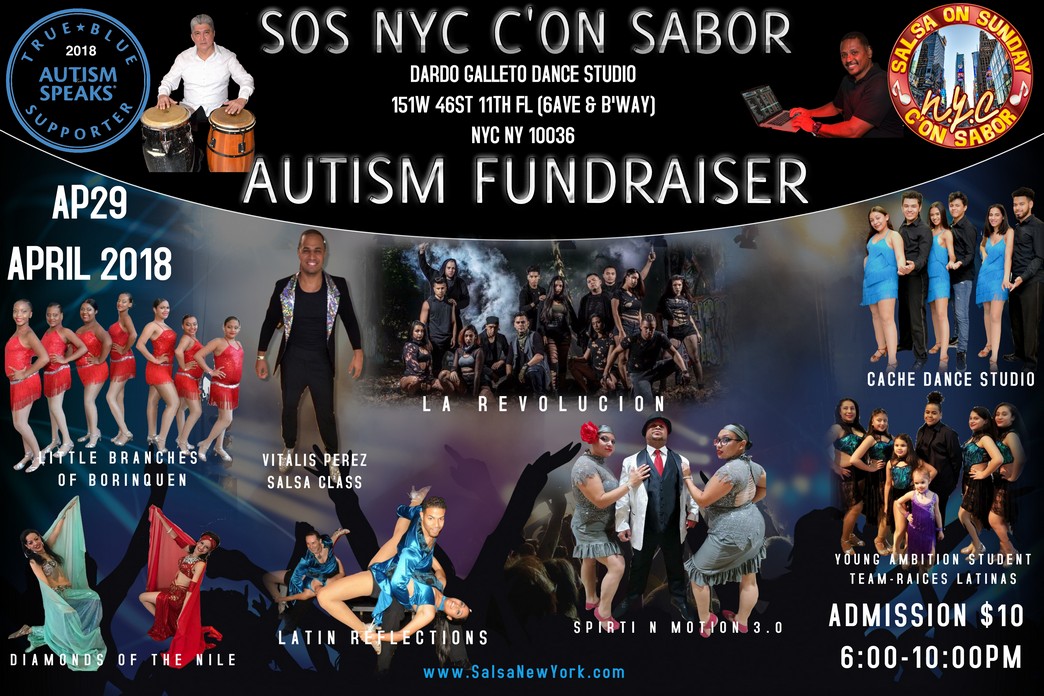 TRUE★BLUE
2018
AUTISM
SPEAKS®
SUPPORTER
SOS NYC C'ON SABOR
DARDO GALLETO DANCE STUDIO
151W 46ST 11TH FL (6AVE & B'WAY)
NYC NY 10036
AUTISM FUNDRAISER
SALSA ON SUNDAY
n.y.c
C'ON SABOR
AP29
APRIL 2018
LITTLE BRANCHES
OF BORINQUEN
VITALIS PEREZ
SALSA CLASS
LA REVOLUCION
CACHE DANCE STUDIO
DIAMONDS OF THE NILE
LATIN REFLECTIONS
SPIRTI N MOTION 3.0
YOUNG AMBITION STUDENT
TEAM-RAICES LATINAS
ADMISSION $10
6:00-10:00PM
www.SalsaNewYork.com